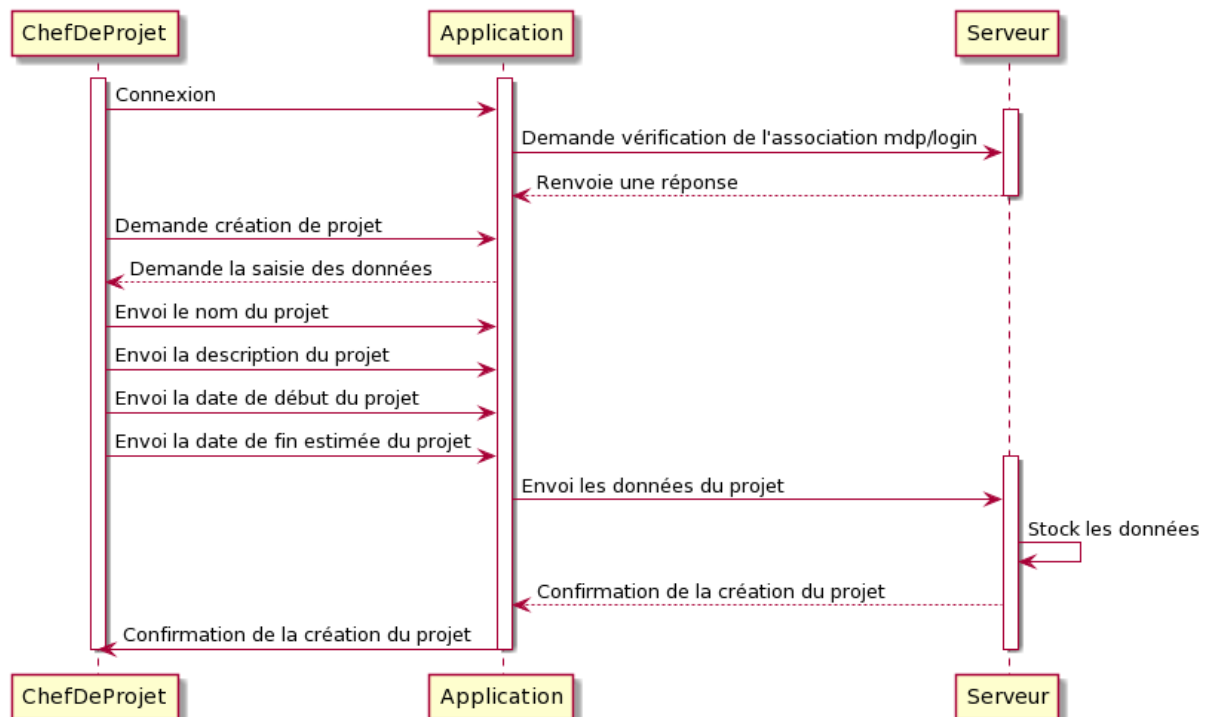 ChefDeProjet
Application
Serveur
Connexion
Demande vérification de l'association mdp/login
Renvoie une réponse
Demande création de projet
Demande la saisie des données
Envoi le nom du projet
Envoi la description du projet
Envoi la date de début du projet
Envoi la date de fin estimée du projet
Envoi les données du projet
Stock les données
Confirmation de la création du projet
Confirmation de la création du projet
ChefDeProjet
Application
Serveur